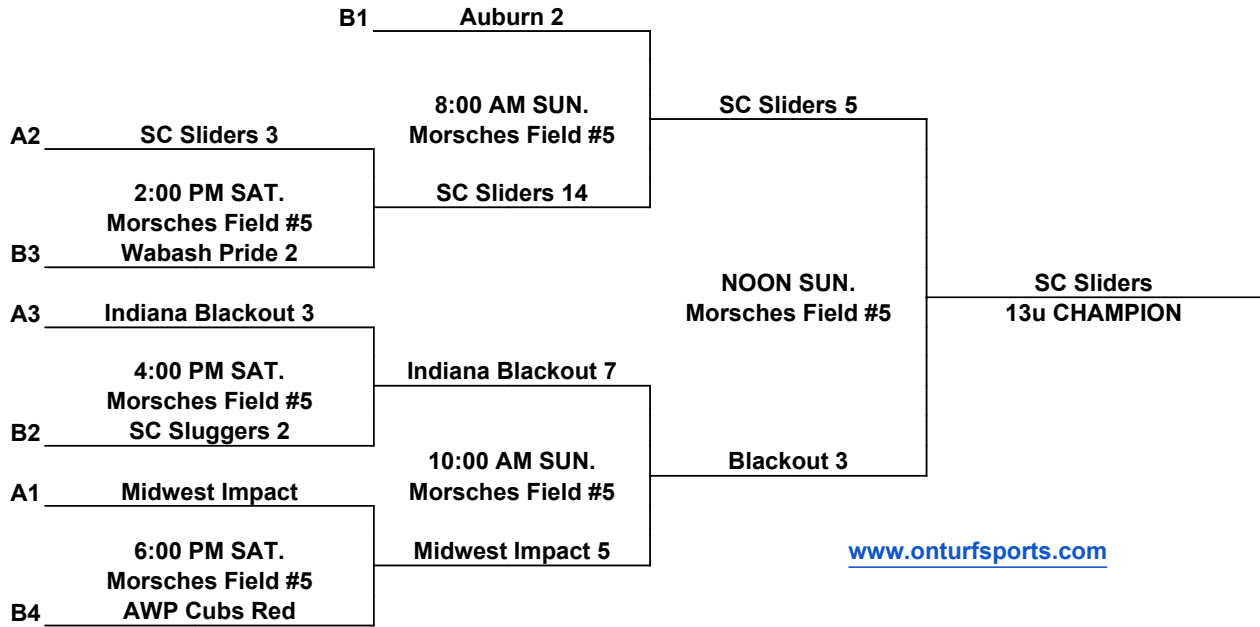 B1 Auburn 2
8:00 AM SUN. SC Sliders 5
A2 SC Sliders 3 Morsches Field #5
2:00 PM SAT. SC Sliders 14
Morsches Field #5
B3 Wabash Pride 2
NOON SUN. SC Sliders
A3 Indiana Blackout 3 Morsches Field #5 13u CHAMPION
4:00 PM SAT. Indiana Blackout 7
Morsches Field #5
B2 SC Sluggers 2
10:00 AM SUN. Blackout 3
A1 Midwest Impact Morsches Field #5
6:00 PM SAT. Midwest Impact 5 www.onturfsports.com
Morsches Field #5
B4 AWP Cubs Red